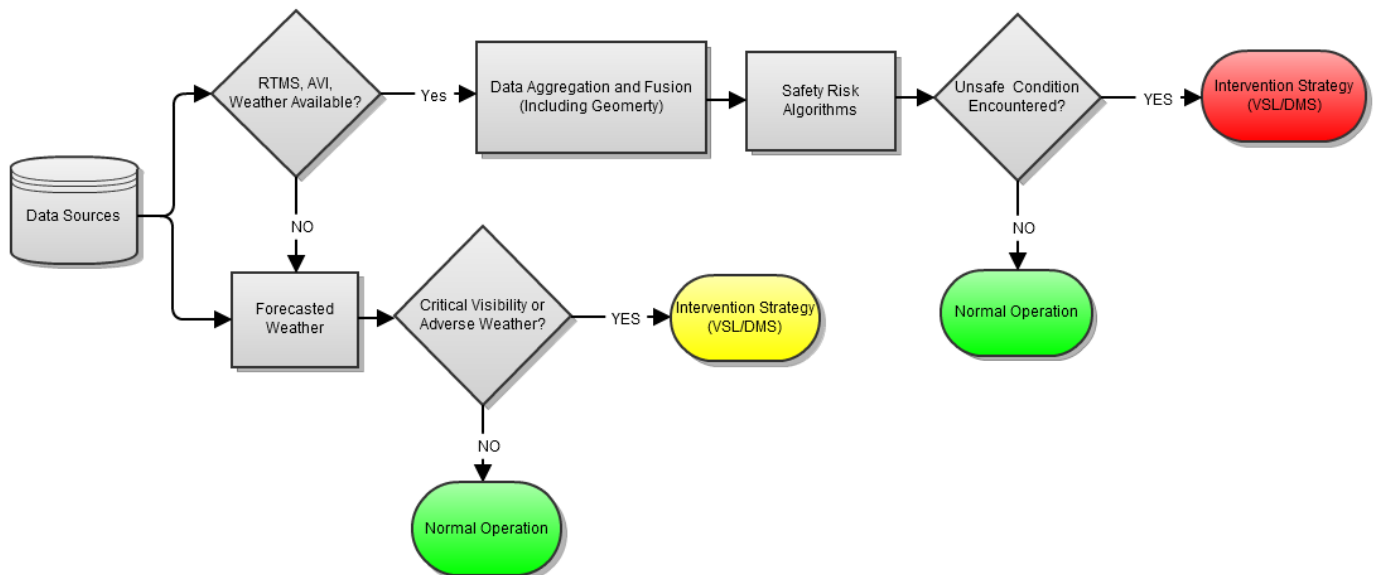 RTMS, AVI,
Weather Available?
Yes
Data Aggregation and Fusion
(Including Geomerty)
Safety Risk
Algorithms
Unsafe Condition
Encountered?
YES
Intervention Strategy
(VSL/DMS)
Data Sources
NO
NO
Forecasted
Weather
Critical Visibility or
Adverse Weather?
YES
Intervention Strategy
(VSL/DMS)
Normal Operation
NO
Normal Operation